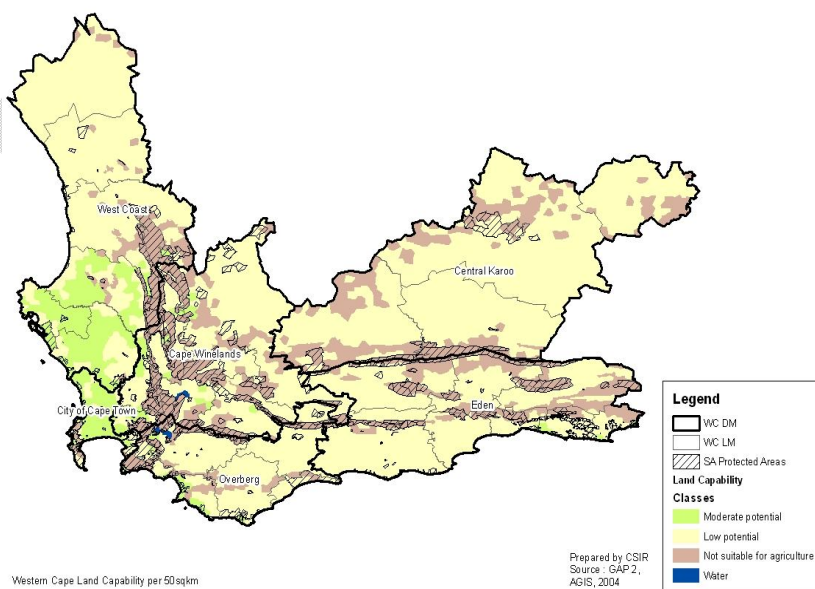 West Coast
Central Karoo
Cape Winelands
City of Cape Town
Eden
Overberg
Legend
WC DM
WC LM
SA Protected Areas
Land Capability
Classes
Moderate potential
Low potential
Not suitable for agriculture
Water
Prepared by CSIR
Source : GAP 2 ,
AGIS, 2004
Western Cape Land Capability per 50sqkm